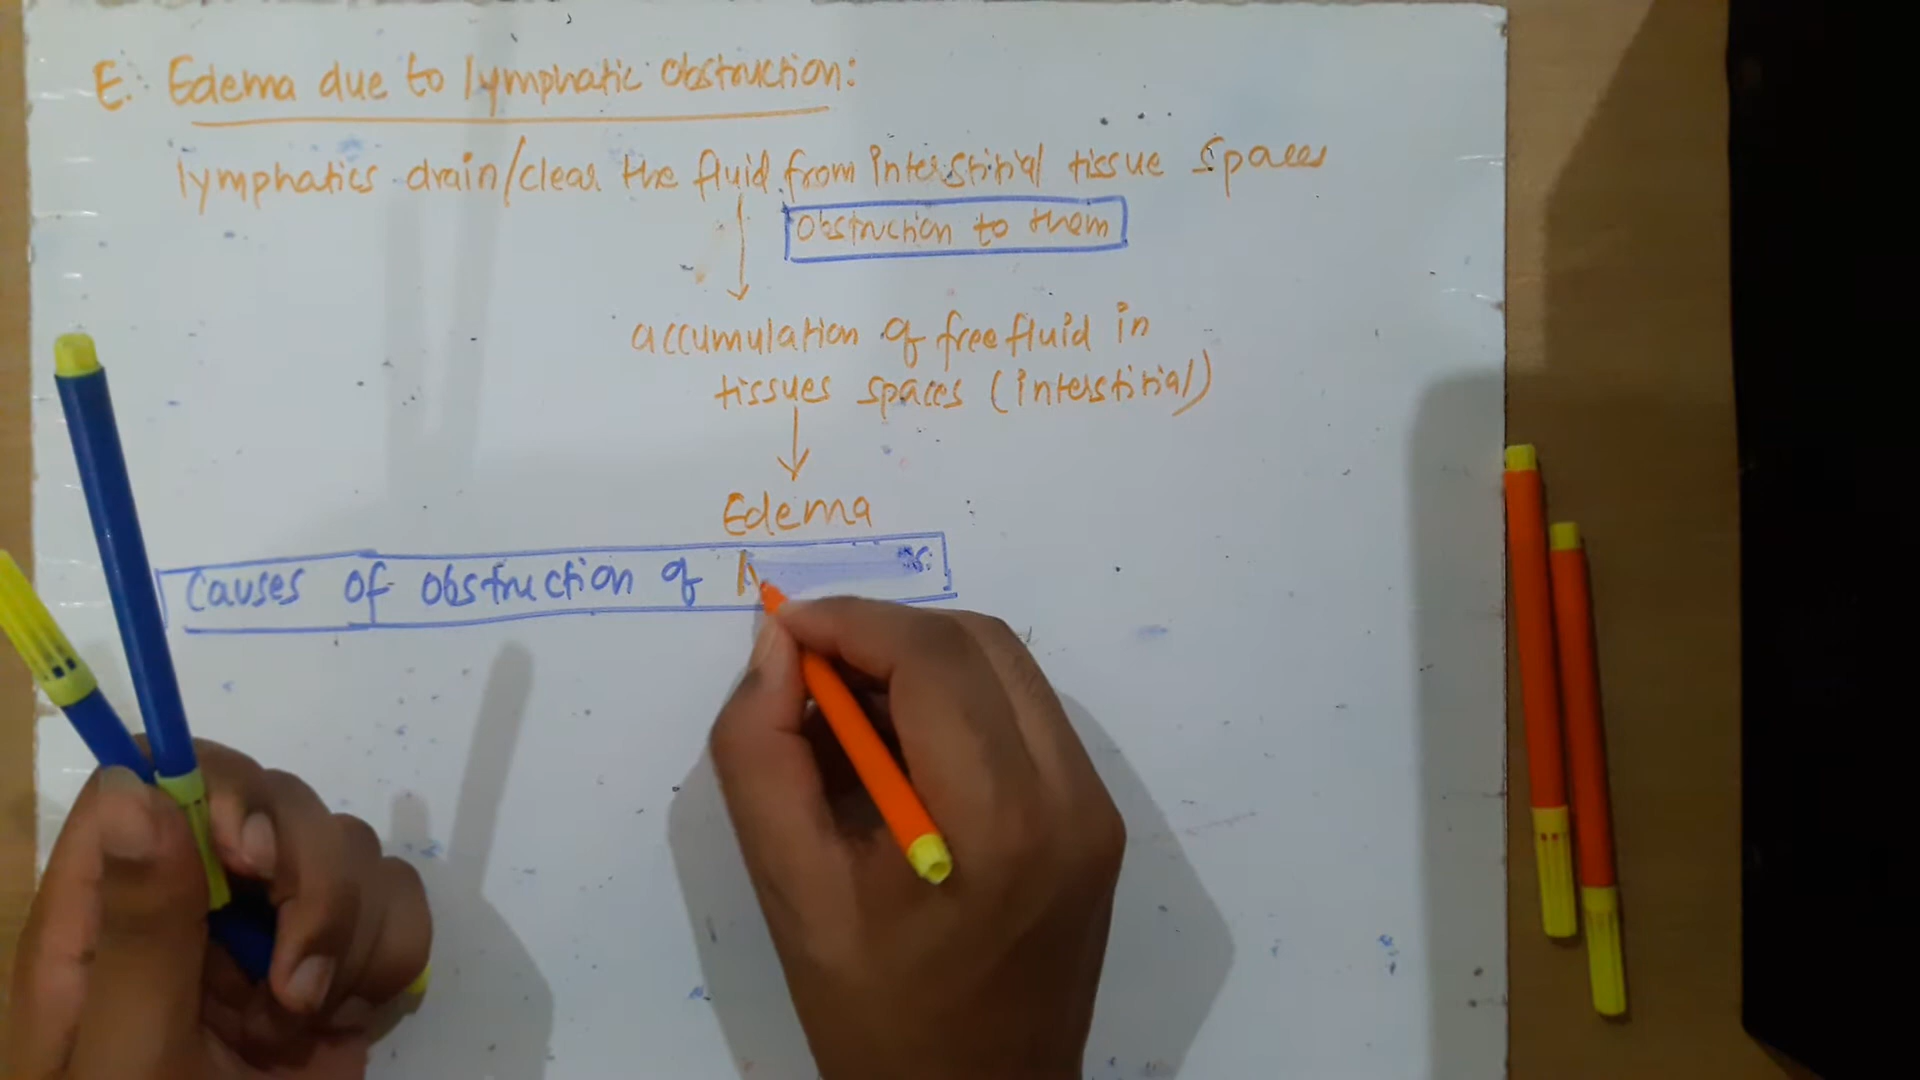 E. Edema due to lymphatic obstruction:
lymphatics drain/clear the fluid from interstitial tissue spaces
obstruction to them
accumulation of free fluid in
tissues spaces (interstitial)
Edema
Causes of obstruction of